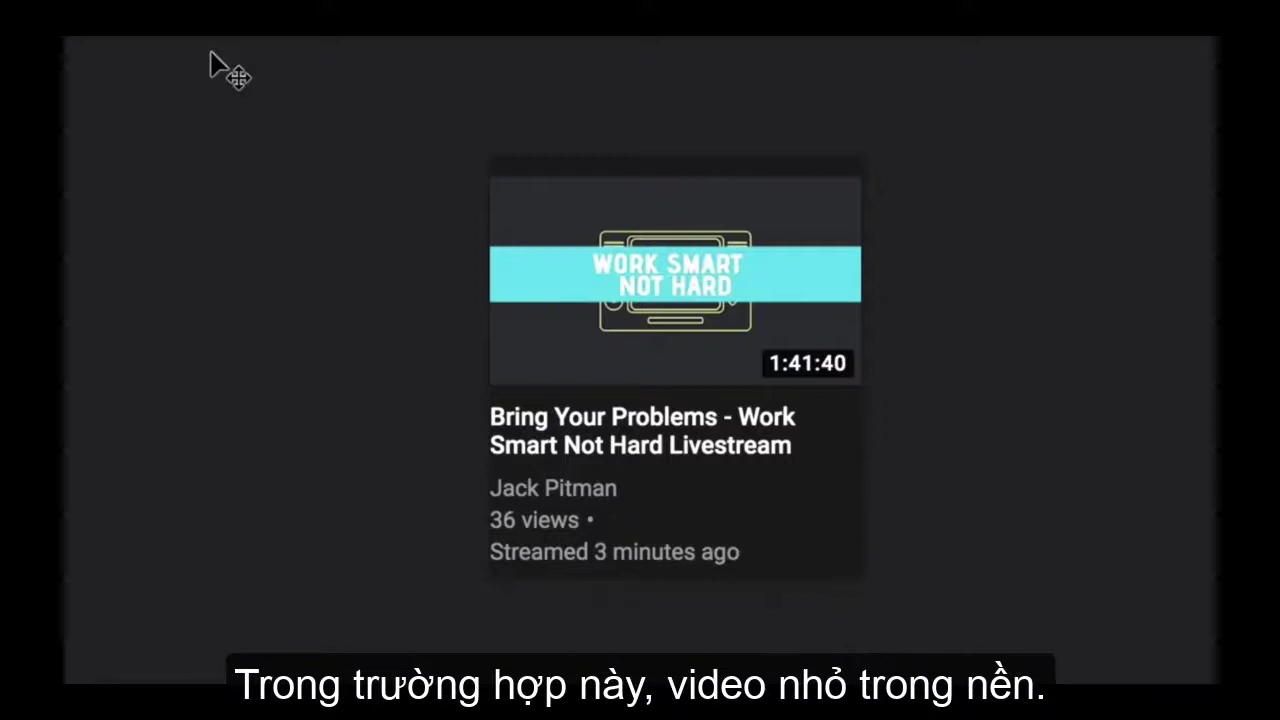 WORK SMART
NOT HARD
1:41:40
Bring Your Problems - Work
Smart Not Hard Livestream
Jack Pitman
36 views •
Streamed 3 minutes ago
Trong trường hợp này, video nhỏ trong nền.